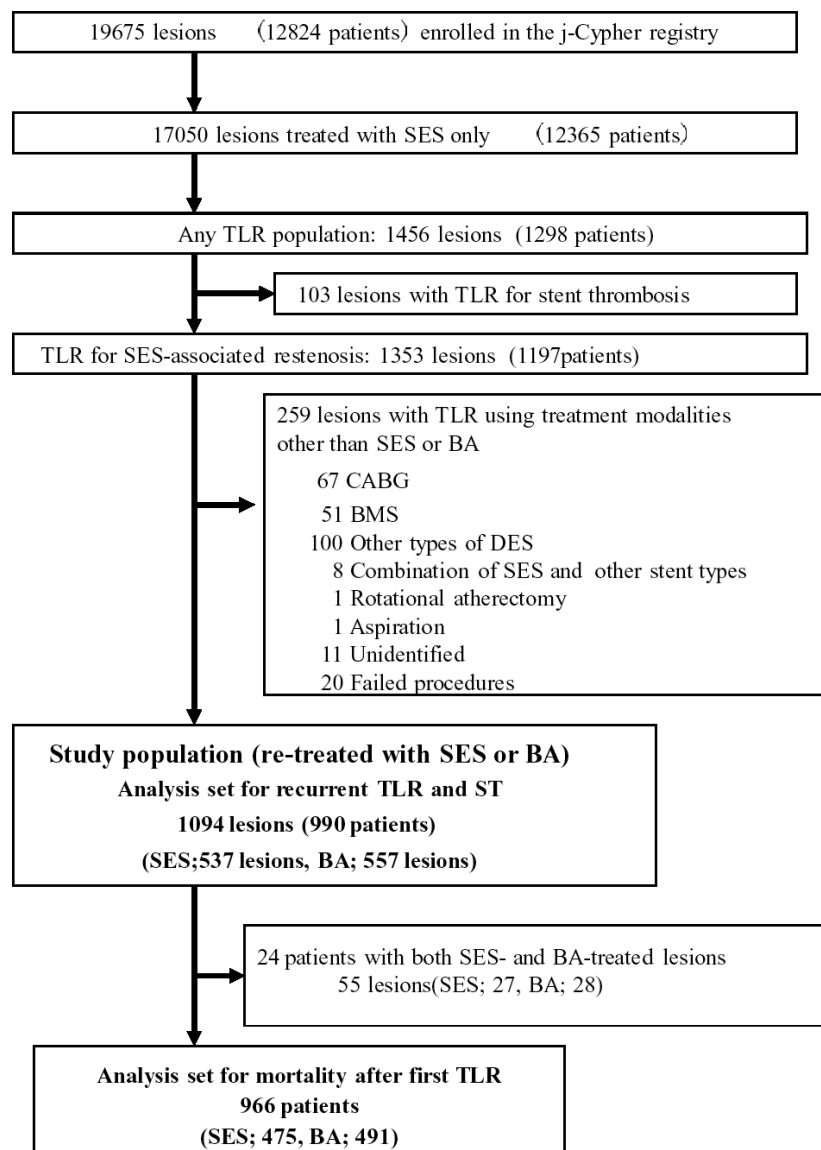 19675 lesions (12824 patients) enrolled in the j-Cypher registry
17050 lesions treated with SES only (12365 patients)
Any TLR population: 1456 lesions (1298 patients)
103 lesions with TLR for stent thrombosis
TLR for SES-associated restenosis: 1353 lesions (1197patients)
259 lesions with TLR using treatment modalities
other than SES or BA
67 CABG
51 BMS
100 Other types of DES
8 Combination of SES and other stent types
1 Rotational atherectomy
1 Aspiration
11 Unidentified
20 Failed procedures
Study population (re-treated with SES or BA)
Analysis set for recurrent TLR and ST
1094 lesions (990 patients)
(SES;537 lesions, BA; 557 lesions)
24 patients with both SES- and BA-treated lesions
55 lesions(SES; 27, BA; 28)
Analysis set for mortality after first TLR
966 patients
(SES; 475, BA; 491)